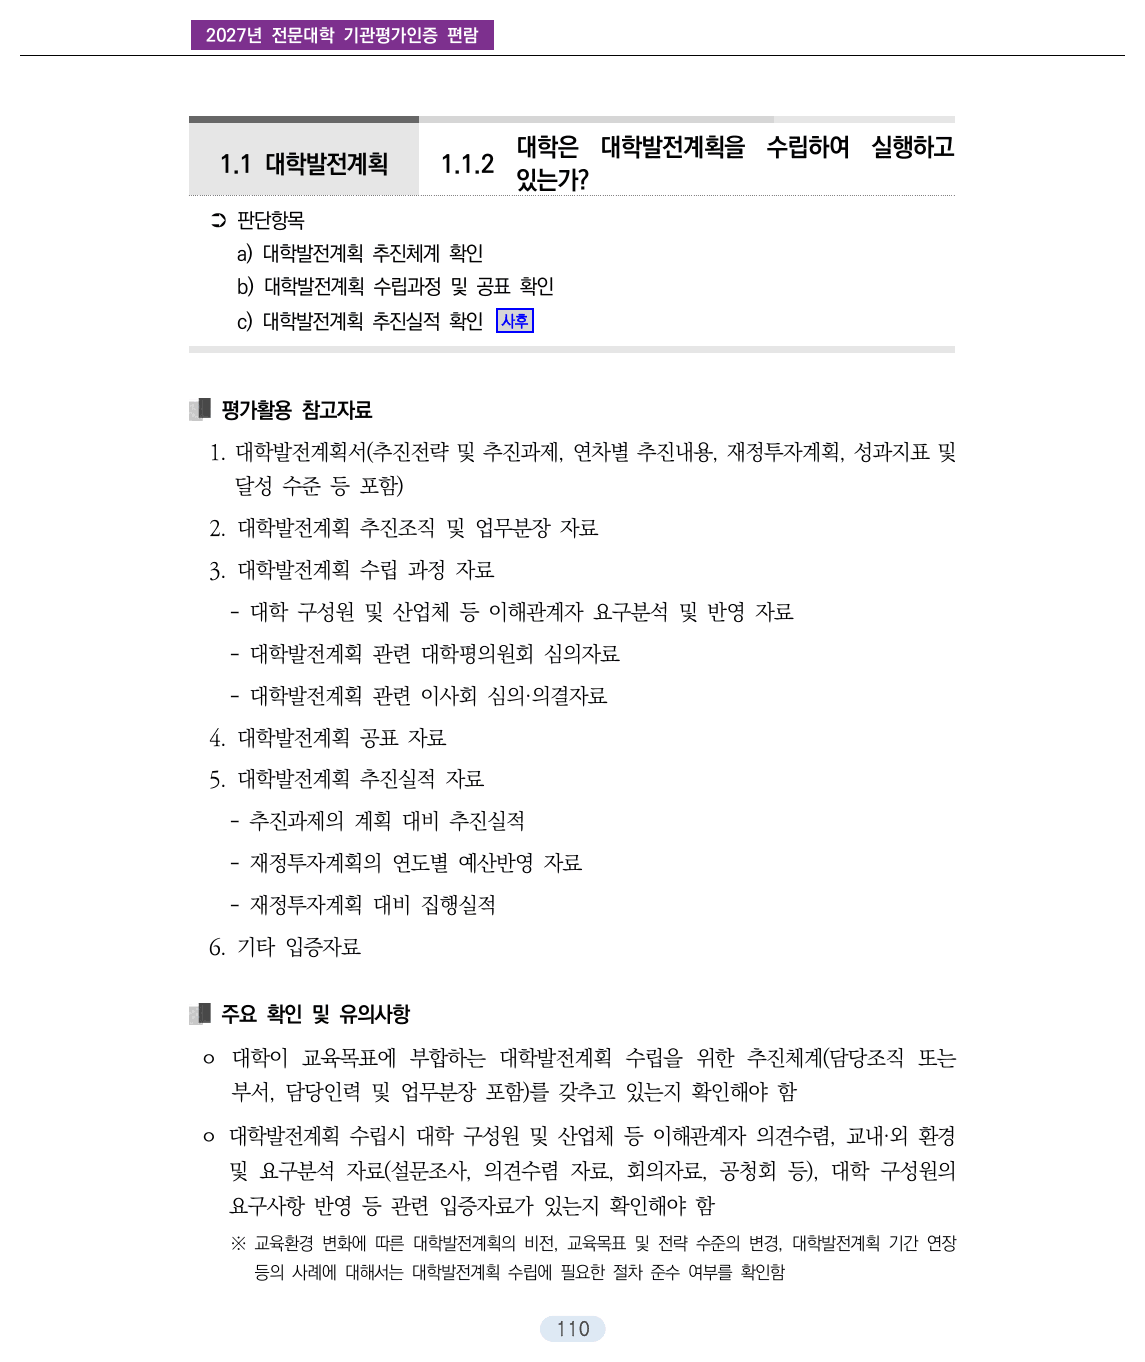 2027년 전문대학 기관평가인증 편람
1.1 대학발전계획
1.1.2
대학은 대학발전계획을 수립하여 실행하고
있는가?
➲ 판단항목
a) 대학발전계획 추진체계 확인
b) 대학발전계획 수립과정 및 공표 확인
c) 대학발전계획 추진실적 확인 사후
평가활용 참고자료
1. 대학발전계획서(추진전략 및 추진과제, 연차별 추진내용, 재정투자계획, 성과지표 및
달성 수준 등 포함)
2. 대학발전계획 추진조직 및 업무분장 자료
3. 대학발전계획 수립 과정 자료
- 대학 구성원 및 산업체 등 이해관계자 요구분석 및 반영 자료
- 대학발전계획 관련 대학평의원회 심의자료
- 대학발전계획 관련 이사회 심의·의결자료
4. 대학발전계획 공표 자료
5. 대학발전계획 추진실적 자료
- 추진과제의 계획 대비 추진실적
- 재정투자계획의 연도별 예산반영 자료
- 재정투자계획 대비 집행실적
6. 기타 입증자료
주요 확인 및 유의사항
ㅇ 대학이 교육목표에 부합하는 대학발전계획 수립을 위한 추진체계(담당조직 또는
부서, 담당인력 및 업무분장 포함)를 갖추고 있는지 확인해야 함
ㅇ 대학발전계획 수립시 대학 구성원 및 산업체 등 이해관계자 의견수렴, 교내·외 환경
및 요구분석 자료(설문조사, 의견수렴 자료, 회의자료, 공청회 등), 대학 구성원의
요구사항 반영 등 관련 입증자료가 있는지 확인해야 함
※ 교육환경 변화에 따른 대학발전계획의 비전, 교육목표 및 전략 수준의 변경, 대학발전계획 기간 연장
등의 사례에 대해서는 대학발전계획 수립에 필요한 절차 준수 여부를 확인함
110